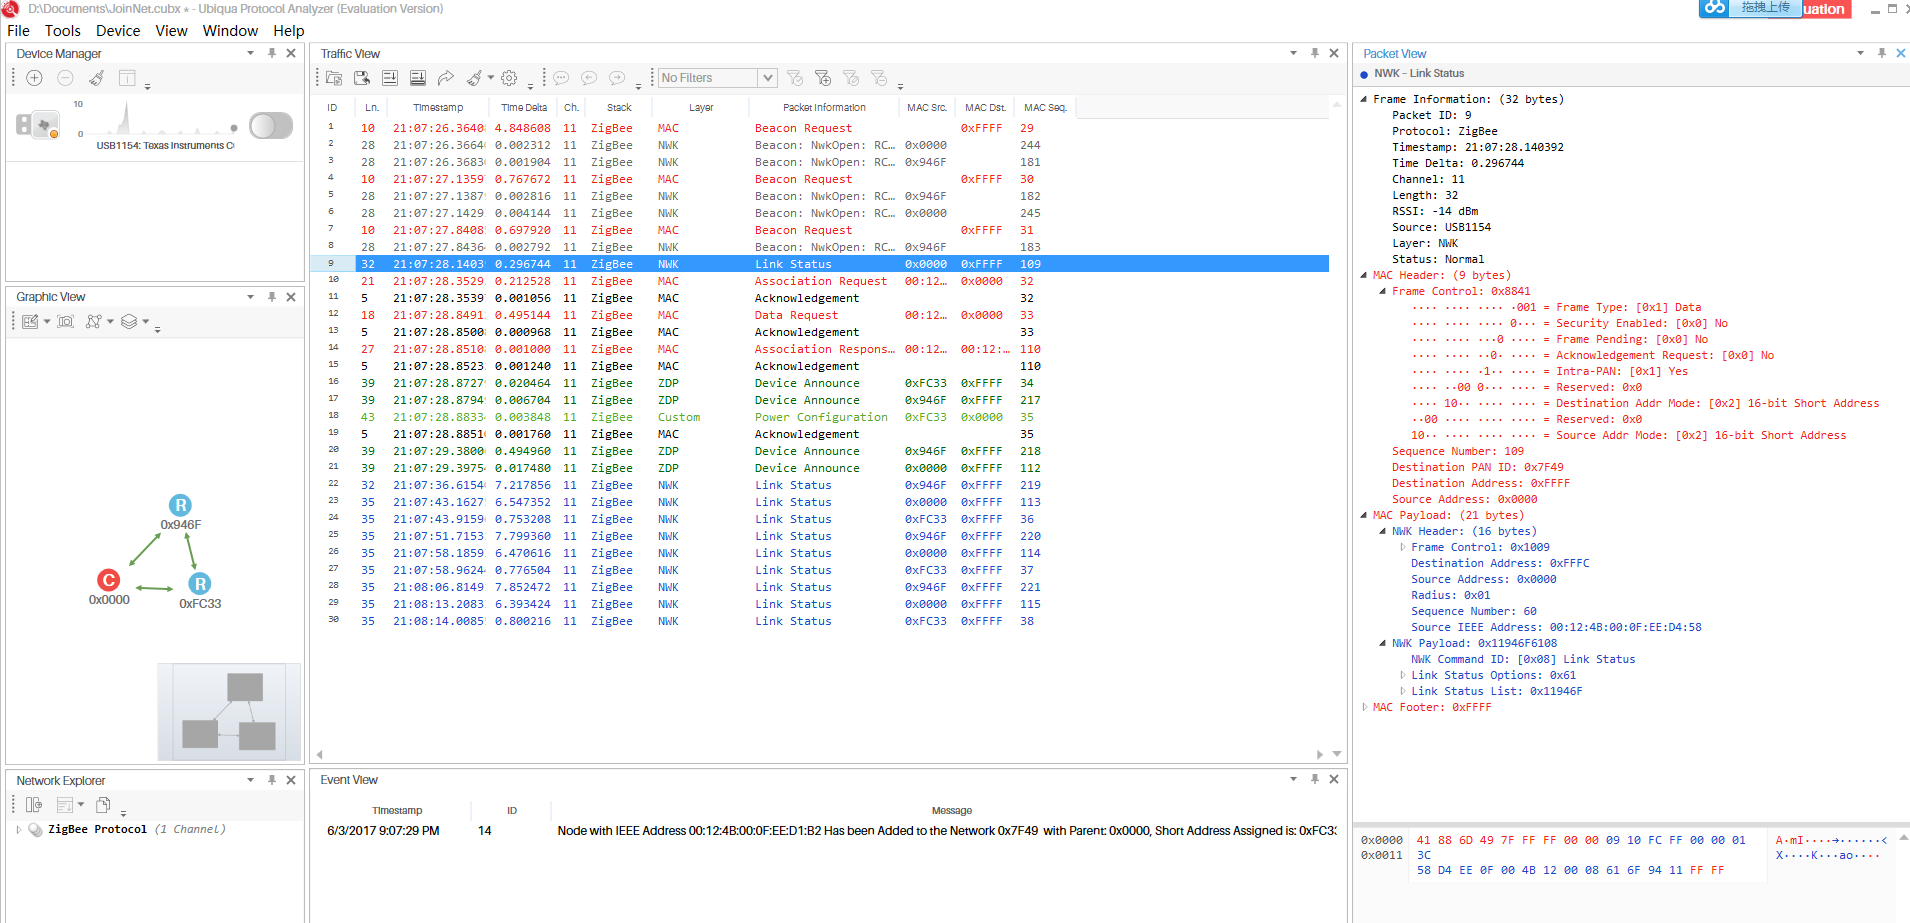 D:\Documents\JoinNet.cubx * - Ubiqua Protocol Analyzer (Evaluation Version)
拖拽上传
uation
File Tools Device View Window Help
Device Manager
10
0
USB1154: Texas Instruments C
Graphic View
R
0x946F
C
0x0000
R
0xFC33
Network Explorer
ZigBee Protocol (1 Channel)
Traffic View
No Filters
ID Ln. Timestamp Time Delta Ch. Stack Layer Packet Information MAC Src. MAC Dst. MAC Seq.
1 10 21:07:26.36408 4.848608 11 ZigBee MAC Beacon Request 0xFFFF 29
2 28 21:07:26.3664 0.002312 11 ZigBee NWK Beacon: NwkOpen: RC... 0x0000 244
3 28 21:07:26.3683 0.001904 11 ZigBee NWK Beacon: NwkOpen: RC... 0x946F 181
4 10 21:07:27.1359 0.767672 11 ZigBee MAC Beacon Request 0xFFFF 30
5 28 21:07:27.1387 0.002816 11 ZigBee NWK Beacon: NwkOpen: RC... 0x946F 182
6 28 21:07:27.1429 0.004144 11 ZigBee NWK Beacon: NwkOpen: RC... 0x0000 245
7 10 21:07:27.8408 0.697920 11 ZigBee MAC Beacon Request 0xFFFF 31
8 28 21:07:27.8436 0.002792 11 ZigBee NWK Beacon: NwkOpen: RC... 0x946F 183
9 32 21:07:28.1403 0.296744 11 ZigBee NWK Link Status 0x0000 0xFFFF 109
10 21 21:07:28.3529 0.212528 11 ZigBee MAC Association Request 00:12... 0x0000 32
11 5 21:07:28.3539 0.001056 11 ZigBee MAC Acknowledgement 32
12 18 21:07:28.8491 0.495144 11 ZigBee MAC Data Request 00:12... 0x0000 33
13 5 21:07:28.8500 0.000968 11 ZigBee MAC Acknowledgement 33
14 27 21:07:28.8510 0.001000 11 ZigBee MAC Association Respons... 00:12... 00:12:... 110
15 5 21:07:28.8523 0.001240 11 ZigBee MAC Acknowledgement 110
16 39 21:07:28.8727 0.020464 11 ZigBee ZDP Device Announce 0xFC33 0xFFFF 34
17 39 21:07:28.8794 0.006704 11 ZigBee ZDP Device Announce 0x946F 0xFFFF 217
18 43 21:07:28.8833 0.003848 11 ZigBee Custom Power Configuration 0xFC33 0x0000 35
19 5 21:07:28.8851 0.001760 11 ZigBee MAC Acknowledgement 35
20 39 21:07:29.3800 0.494960 11 ZigBee ZDP Device Announce 0x946F 0xFFFF 218
21 39 21:07:29.3975 0.017480 11 ZigBee ZDP Device Announce 0x0000 0xFFFF 112
22 32 21:07:36.6154 7.217856 11 ZigBee NWK Link Status 0x946F 0xFFFF 219
23 35 21:07:43.1627 6.547352 11 ZigBee NWK Link Status 0x0000 0xFFFF 113
24 35 21:07:43.9159 0.753208 11 ZigBee NWK Link Status 0xFC33 0xFFFF 36
25 35 21:07:51.7153 7.799360 11 ZigBee NWK Link Status 0x946F 0xFFFF 220
26 35 21:07:58.1859 6.470616 11 ZigBee NWK Link Status 0x0000 0xFFFF 114
27 35 21:07:58.9624 0.776504 11 ZigBee NWK Link Status 0xFC33 0xFFFF 37
28 35 21:08:06.8149 7.852472 11 ZigBee NWK Link Status 0x946F 0xFFFF 221
29 35 21:08:13.2083 6.393424 11 ZigBee NWK Link Status 0x0000 0xFFFF 115
30 35 21:08:14.0085 0.800216 11 ZigBee NWK Link Status 0xFC33 0xFFFF 38
Event View
Timestamp ID Message
6/3/2017 9:07:29 PM 14 Node with IEEE Address 00:12:4B:00:0F:EE:D1:B2 Has been Added to the Network 0x7F49 with Parent: 0x0000, Short Address Assigned is: 0xFC33
Packet View
NWK - Link Status
Frame Information: (32 bytes)
Packet ID: 9
Protocol: ZigBee
Timestamp: 21:07:28.140392
Time Delta: 0.296744
Channel: 11
Length: 32
RSSI: -14 dBm
Source: USB1154
Layer: NWK
Status: Normal
MAC Header: (9 bytes)
Frame Control: 0x8841
···· ···· ···· ·001 = Frame Type: [0x1] Data
···· ···· ···· 0··· = Security Enabled: [0x0] No
···· ···· ···0 ···· = Frame Pending: [0x0] No
···· ···· ··0· ···· = Acknowledgement Request: [0x0] No
···· ···· ·1·· ···· = Intra-PAN: [0x1] Yes
···· ··00 0··· ···· = Reserved: 0x0
···· 10·· ···· ···· = Destination Addr Mode: [0x2] 16-bit Short Address
··00 ···· ···· ···· = Reserved: 0x0
10·· ···· ···· ···· = Source Addr Mode: [0x2] 16-bit Short Address
Sequence Number: 109
Destination PAN ID: 0x7F49
Destination Address: 0xFFFF
Source Address: 0x0000
MAC Payload: (21 bytes)
NWK Header: (16 bytes)
Frame Control: 0x1009
Destination Address: 0xFFFC
Source Address: 0x0000
Radius: 0x01
Sequence Number: 60
Source IEEE Address: 00:12:4B:00:0F:EE:D4:58
NWK Payload: 0x11946F6108
NWK Command ID: [0x08] Link Status
Link Status Options: 0x61
Link Status List: 0x11946F
MAC Footer: 0xFFFF
0x0000 41 88 6D 49 7F FF FF 00 00 09 10 FC FF 00 00 01 A·mI····→······<
0x0011 3C X····K···ao····
58 D4 EE 0F 00 4B 12 00 08 61 6F 94 11 FF FF